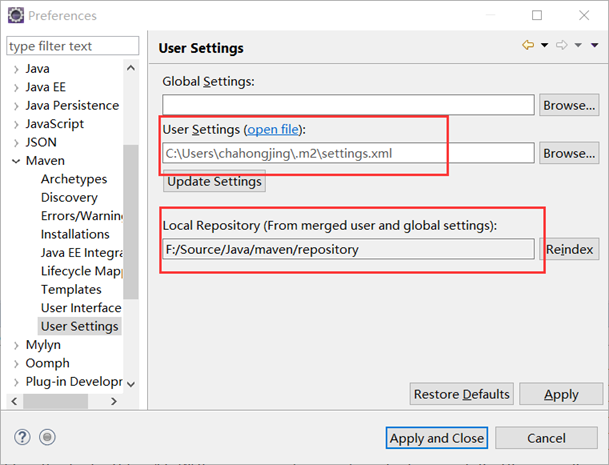 Preferences
type filter text
Java
Java EE
Java Persistence
JavaScript
JSON
Maven
Archetypes
Discovery
Errors/Warnin
Installations
Java EE Integra
Lifecycle Map
Templates
User Interface
User Settings
Mylyn
Oomph
Plug-in Develop
User Settings
Global Settings:
Browse...
User Settings (open file):
C:\Users\chahongjing\.m2\settings.xml
Browse...
Update Settings
Local Repository (From merged user and global settings):
F:/Source/Java/maven/repository
Reindex
Restore Defaults
Apply
?
Apply and Close
Cancel